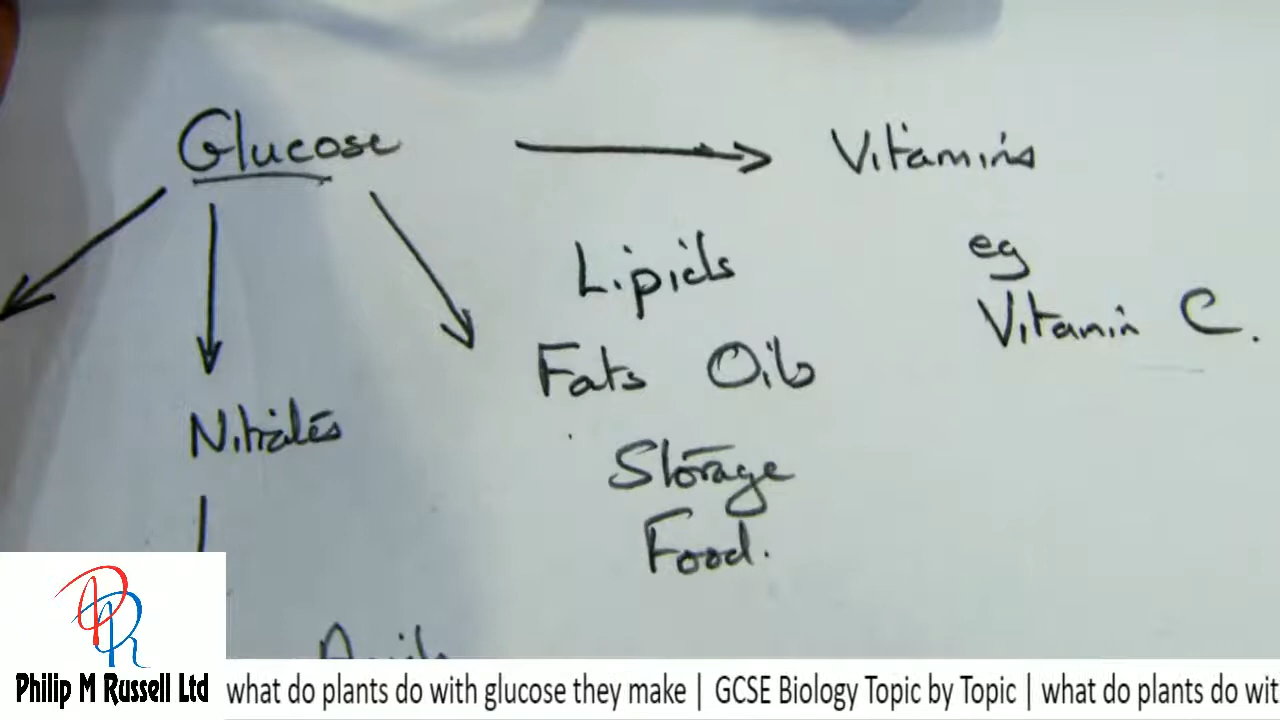 Glucose
Vitamins
eg
Vitamin C.
Lipids
Fats Oils
Storage
Food.
Nitrates
Philip M Russell Ltd
what do plants do with glucose they make | GCSE Biology Topic by Topic | what do plants do wit